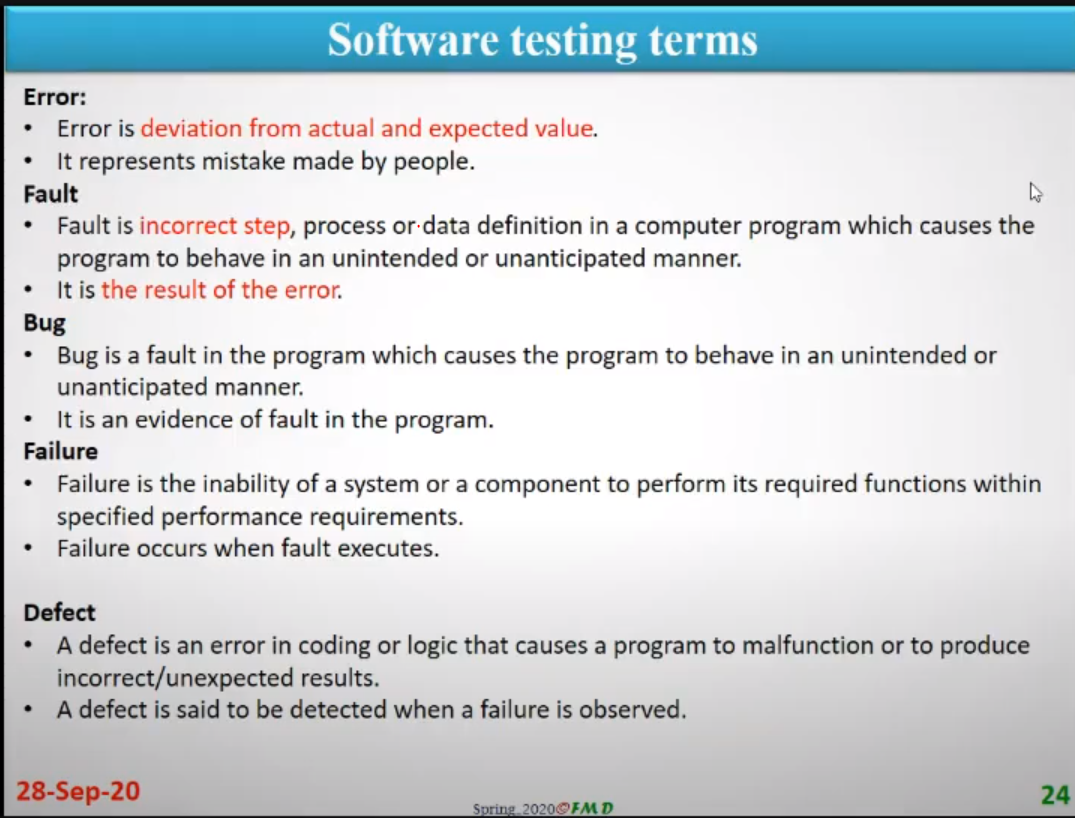 Software testing terms
Error:
• Error is deviation from actual and expected value.
• It represents mistake made by people.
Fault
• Fault is incorrect step, process or data definition in a computer program which causes the
program to behave in an unintended or unanticipated manner.
• It is the result of the error.
Bug
• Bug is a fault in the program which causes the program to behave in an unintended or
unanticipated manner.
• It is an evidence of fault in the program.
Failure
• Failure is the inability of a system or a component to perform its required functions within
specified performance requirements.
• Failure occurs when fault executes.
Defect
• A defect is an error in coding or logic that causes a program to malfunction or to produce
incorrect/unexpected results.
• A defect is said to be detected when a failure is observed.
28-Sep-20
Spring_2020©FMD
24